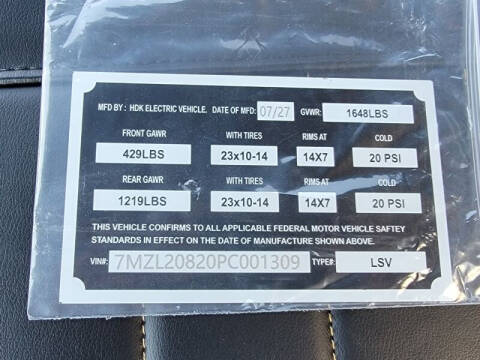 MFD BY: HDK ELECTRIC VEHICLE. DATE OF MFD: 07/27 GVWR: 1648LBS
FRONT GAWR WITH TIRES RIMS AT COLD
429LBS 23x10-14 14X7 20 PSI
REAR GAWR WITH TIRES RIMS AT COLD
1219LBS 23x10-14 14X7 20 PSI
THIS VEHICLE CONFIRMS TO ALL APPLICABLE FEDERAL MOTOR VEHICLE SAFTEY
STANDARDS IN EFFECT ON THE DATE OF MANUFACTURE SHOWN ABOVE.
VIN#: 7MZL20820PC001309 TYPE#: LSV